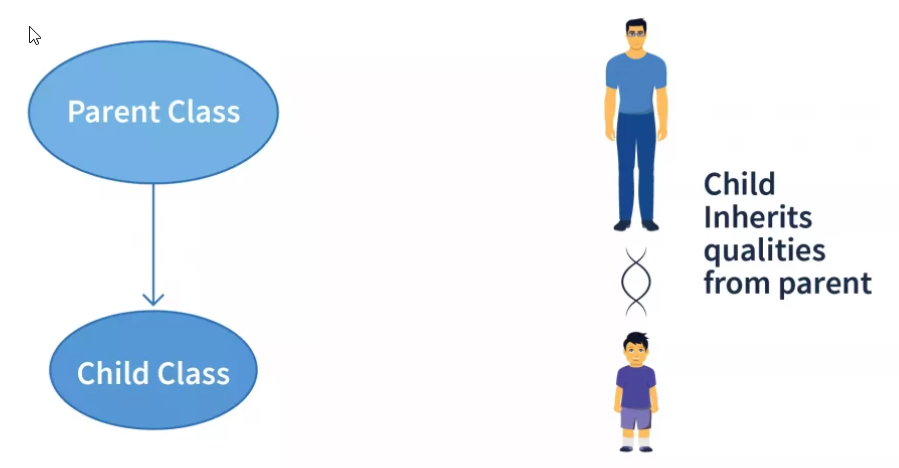 Parent Class
Child Class
Child
Inherits
qualities
from parent